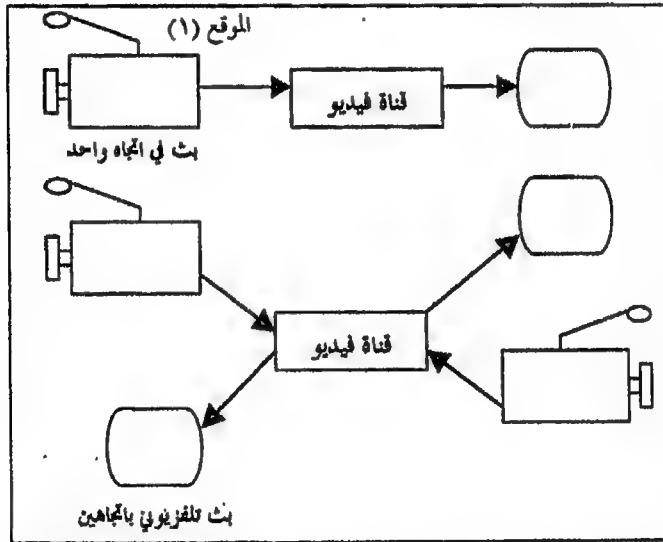 الموقع (١)
قناة فيديو
بث في اتجاه واحد
قناة فيديو
بث تلفزيوني باتجاهين